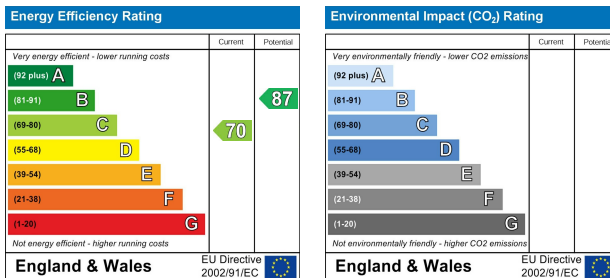 Energy Efficiency Rating
Current Potential
Very energy efficient - lower running costs
(92 plus) A
(81-91) B
87
(69-80) C
70
(55-68) D
(39-54) E
(21-38) F
(1-20) G
Not energy efficient - higher running costs
England & Wales
EU Directive
2002/91/EC
Environmental Impact (CO₂) Rating
Current Potential
Very environmentally friendly - lower CO2 emissions
(92 plus) A
(81-91) B
(69-80) C
(55-68) D
(39-54) E
(21-38) F
(1-20) G
Not environmentally friendly - higher CO2 emissions
England & Wales
EU Directive
2002/91/EC